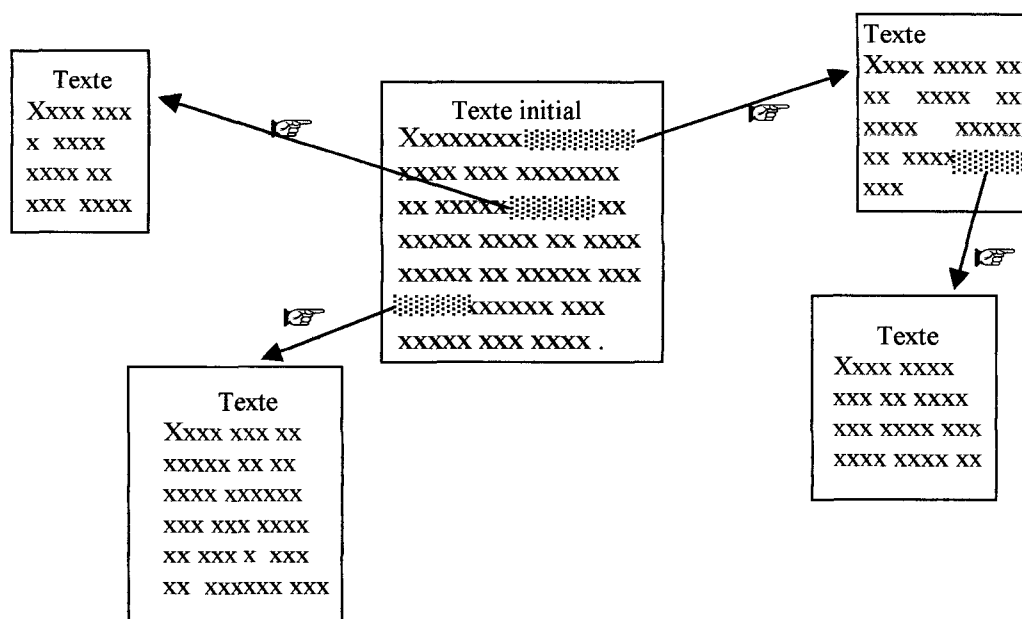 Texte
Xxxx xxx
x xxxx
xxxx xx
xxx xxxx
Texte initial
Xxxxxxxx
xxxx xxx xxxxxxx
xx xxxxx xx
xxxxx xxxx xx xxxx
xxxxx xx xxxxx xxx
xxxxxx xxx
xxxxx xxx xxxx .
Texte
Xxxx xxxx xx
xx xxxx xx
xxxx xxxxx
xx xxxx
xxx
Texte
Xxxx xxx xx
xxxxx xx xx
xxxx xxxxxx
xxx xxx xxxx
xx xxx x xxx
xx xxxxxx xxx
Texte
Xxxx xxxx
xxx xx xxxx
xxx xxxx xxx
xxxx xxxx xx